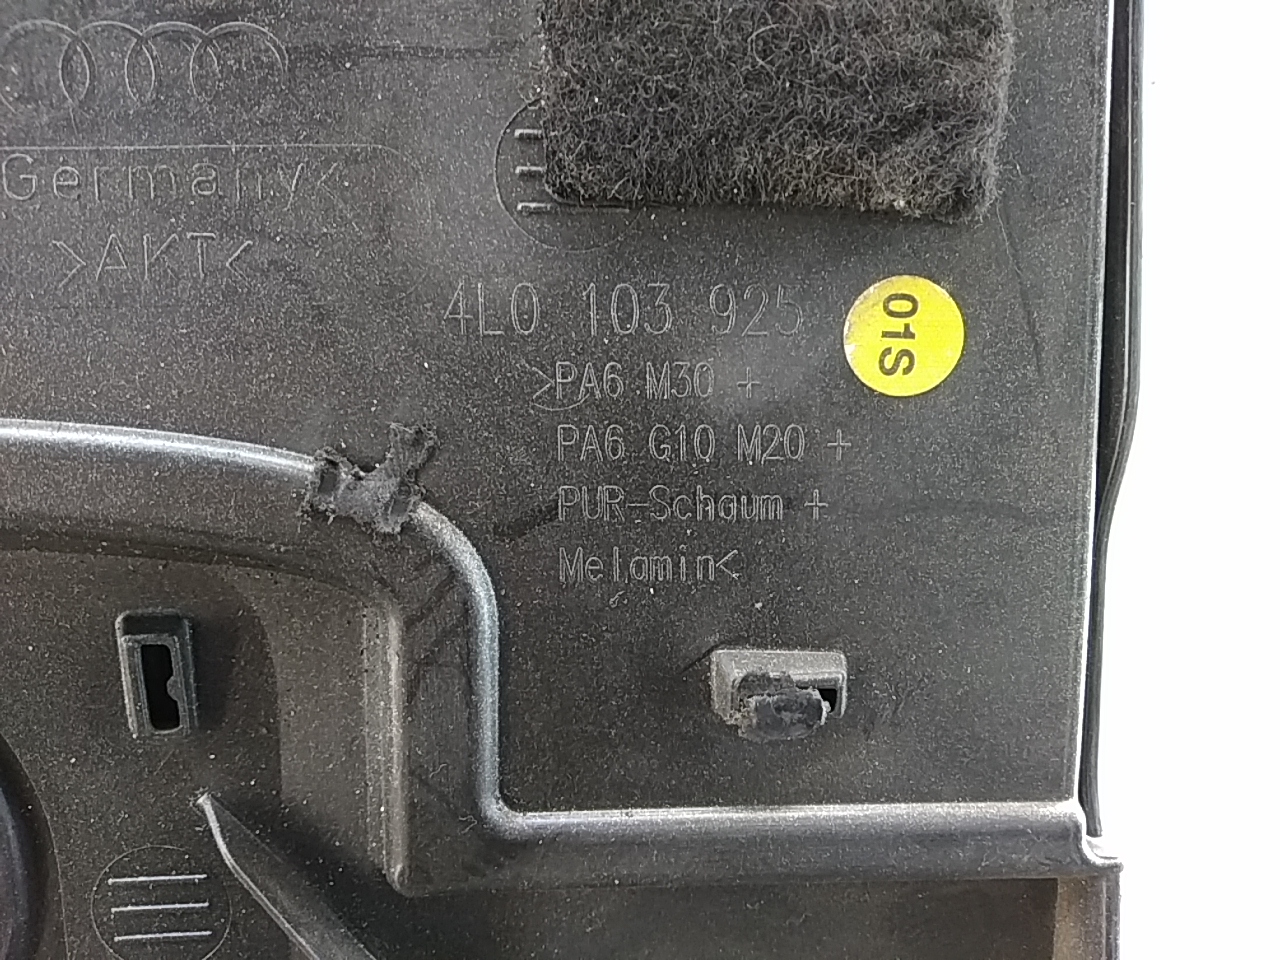 Germany<
>AKT<
4L0 103 925
01S
>PA6 M30 +
PA6 G10 M20 +
PUR-Schaum +
Melamin<